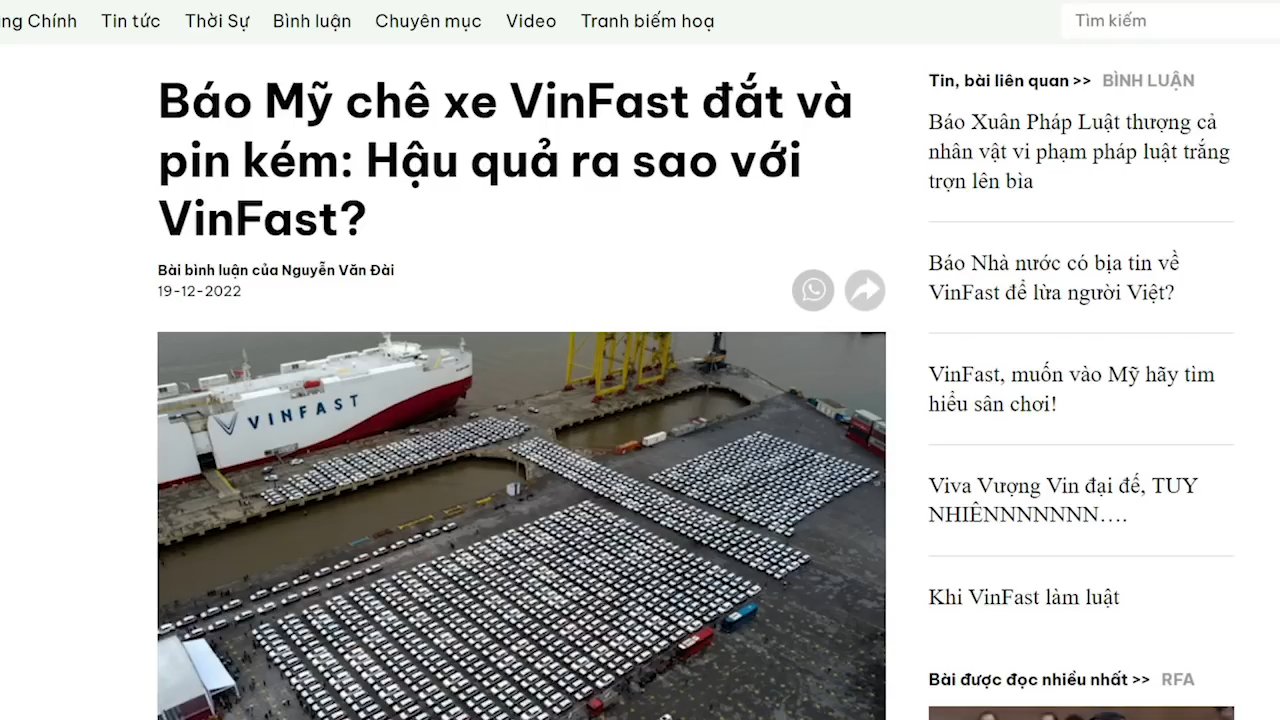 ng Chính Tin tức Thời Sự Bình luận Chuyên mục Video Tranh biếm hoạ
Tìm kiếm
Báo Mỹ chê xe VinFast đắt và
pin kém: Hậu quả ra sao với
VinFast?
Bài bình luận của Nguyễn Văn Đài
19-12-2022
VINFAST
Tin, bài liên quan >> BÌNH LUẬN
Báo Xuân Pháp Luật thượng cả
nhân vật vi phạm pháp luật trắng
trợn lên bìa
Báo Nhà nước có bịa tin về
VinFast để lừa người Việt?
VinFast, muốn vào Mỹ hãy tìm
hiểu sân chơi!
Viva Vượng Vin đại đế, TUY
NHIÊNNNNNNN….
Khi VinFast làm luật
Bài được đọc nhiều nhất >> RFA